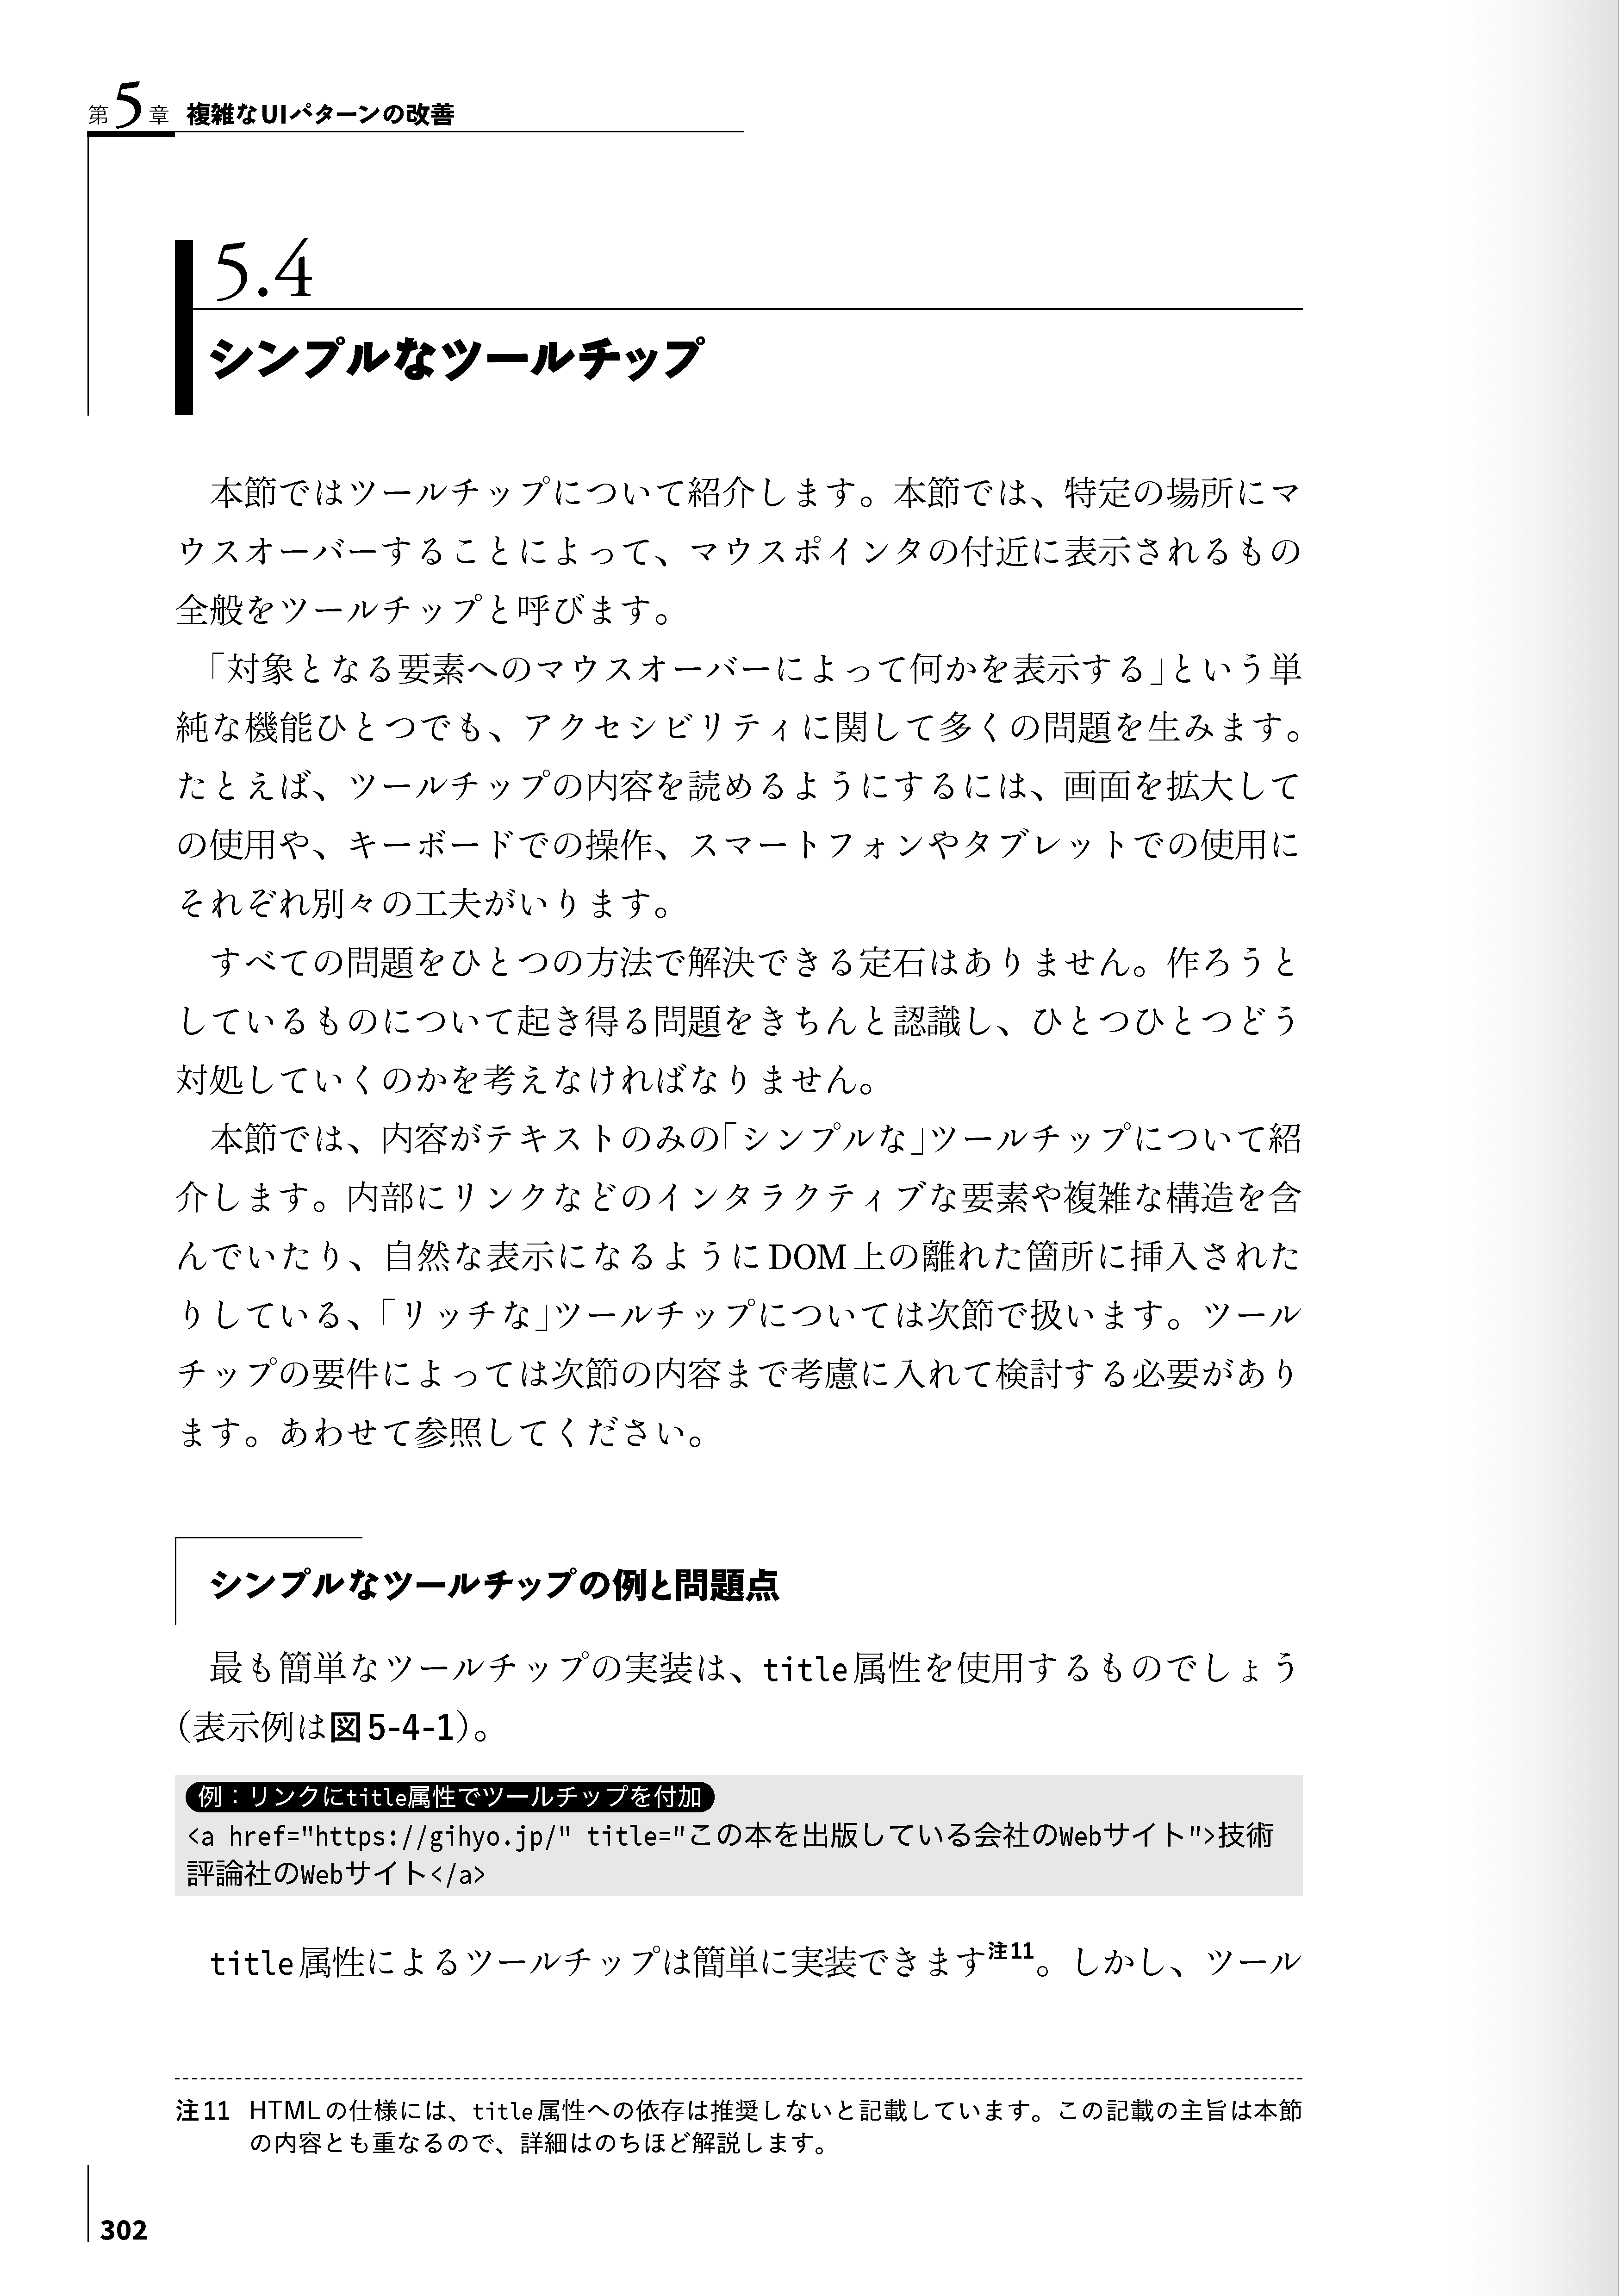 第5章 複雑なUIパターンの改善
5.4
シンプルなツールチップ
本節ではツールチップについて紹介します。本節では、特定の場所にマ
ウスオーバーすることによって、マウスポインタの付近に表示されるもの
全般をツールチップと呼びます。
「対象となる要素へのマウスオーバーによって何かを表示する」という単
純な機能ひとつでも、アクセシビリティに関して多くの問題を生みます。
たとえば、ツールチップの内容を読めるようにするには、画面を拡大して
の使用や、キーボードでの操作、スマートフォンやタブレットでの使用に
それぞれ別々の工夫がいります。
すべての問題をひとつの方法で解決できる定石はありません。作ろうと
しているものについて起き得る問題をきちんと認識し、ひとつひとつどう
対処していくのかを考えなければなりません。
本節では、内容がテキストのみの「シンプルな」ツールチップについて紹
介します。内部にリンクなどのインタラクティブな要素や複雑な構造を含
んでいたり、自然な表示になるようにDOM上の離れた箇所に挿入された
りしている、「リッチな」ツールチップについては次節で扱います。ツール
チップの要件によっては次節の内容まで考慮に入れて検討する必要があり
ます。あわせて参照してください。
シンプルなツールチップの例と問題点
最も簡単なツールチップの実装は、title属性を使用するものでしょう
（表示例は図5-4-1）。
例：リンクにtitle属性でツールチップを付加
<a href="https://gihyo.jp/" title="この本を出版している会社のWebサイト">技術
評論社のWebサイト</a>
title属性によるツールチップは簡単に実装できます注11。しかし、ツール
注11 HTMLの仕様には、title属性への依存は推奨しないと記載しています。この記載の主旨は本節
の内容とも重なるので、詳細はのちほど解説します。
302